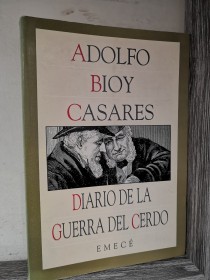 ADOLFO
BIOY
CASARES
DIARIO DE LA
GUERRA DEL CERDO
EMECÉ